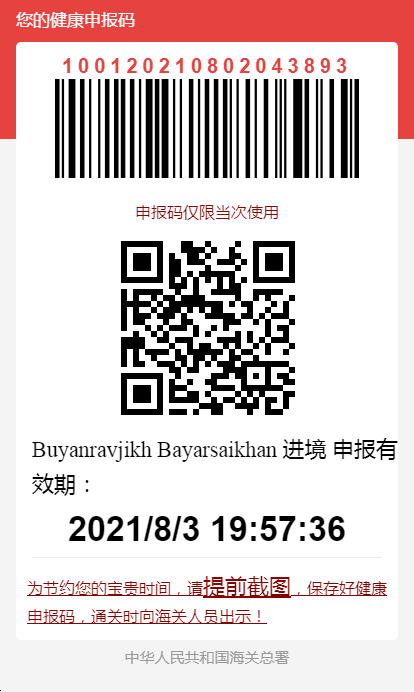 您的健康申报码
100120210802043893
申报码仅限当次使用
Buyanravjikh Bayarsaikhan 进境 申报有
效期：
2021/8/3 19:57:36
为节约您的宝贵时间，请提前截图，保存好健康
申报码，通关时向海关人员出示！
中华人民共和国海关总署